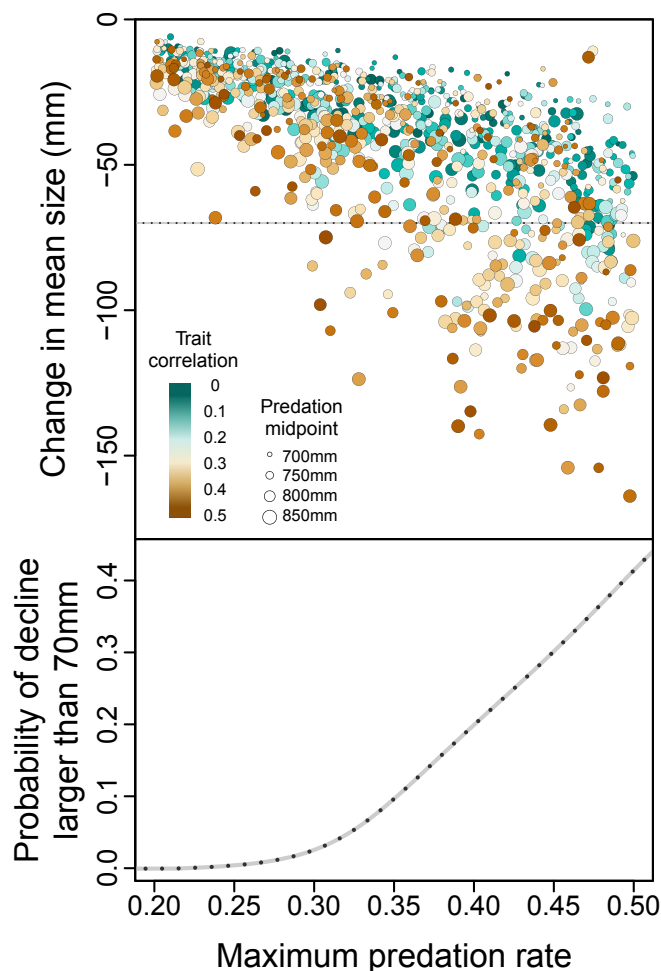 Change in mean size (mm)
0
−50
−100
−150
Trait
correlation
0
0.1
0.2
0.3
0.4
0.5
Predation
midpoint
700mm
750mm
800mm
850mm
Probability of decline
larger than 70mm
0.4
0.3
0.2
0.1
0.0
0.20 0.25 0.30 0.35 0.40 0.45 0.50
Maximum predation rate